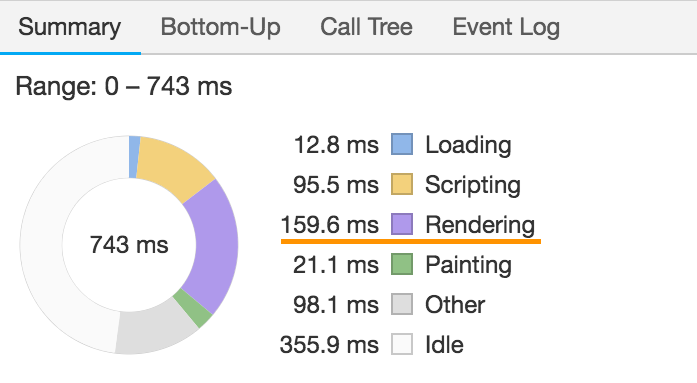 Summary Bottom-Up Call Tree Event Log
Range: 0 – 743 ms
743 ms
12.8 ms Loading
95.5 ms Scripting
159.6 ms Rendering
21.1 ms Painting
98.1 ms Other
355.9 ms Idle